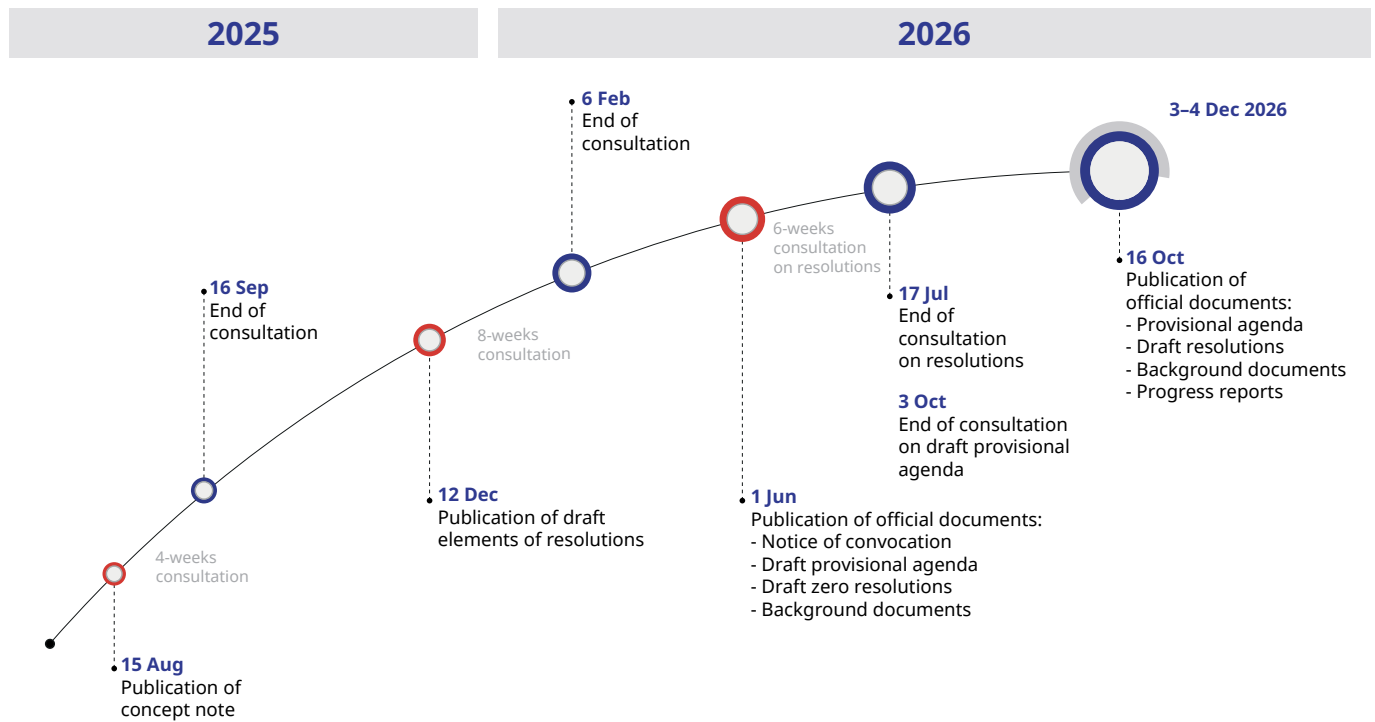 2025
2026
6 Feb
End of
consultation
3–4 Dec 2026
6-weeks
consultation
on resolutions
16 Oct
Publication of
official documents:
- Provisional agenda
- Draft resolutions
- Background documents
- Progress reports
16 Sep
End of
consultation
17 Jul
End of
consultation
on resolutions
8-weeks
consultation
3 Oct
End of consultation
on draft provisional
agenda
12 Dec
Publication of draft
elements of resolutions
1 Jun
Publication of official documents:
- Notice of convocation
- Draft provisional agenda
- Draft zero resolutions
- Background documents
4-weeks
consultation
15 Aug
Publication of
concept note